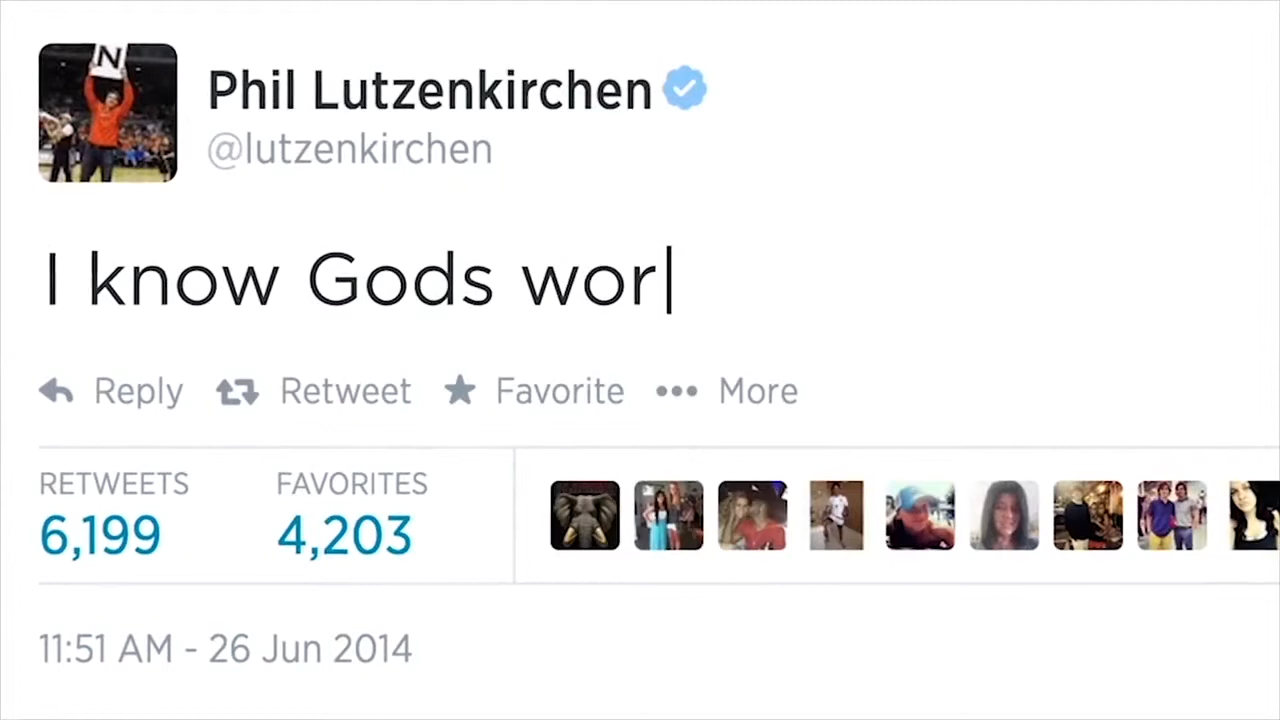 N
Phil Lutzenkirchen
@lutzenkirchen
I know Gods wor
Reply Retweet Favorite More
RETWEETS FAVORITES
6,199 4,203
11:51 AM - 26 Jun 2014